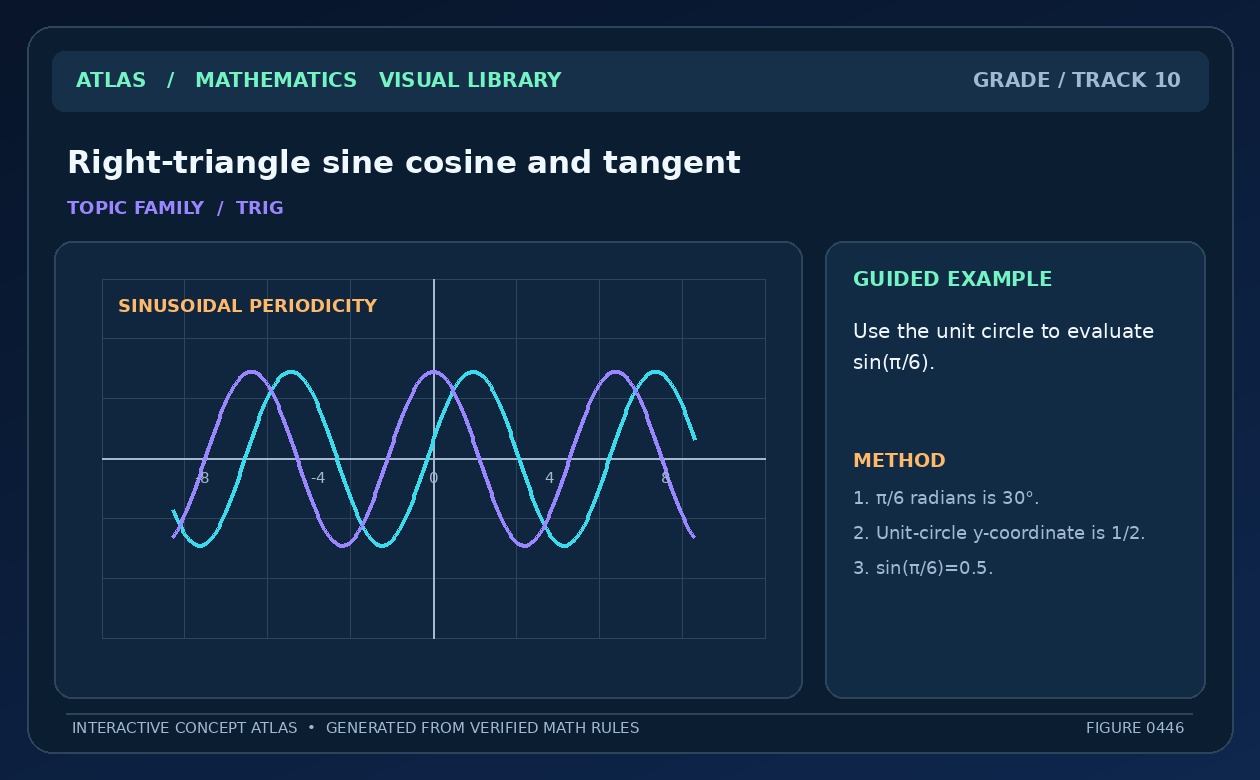 ATLAS / MATHEMATICS VISUAL LIBRARY
GRADE / TRACK 10
Right-triangle sine cosine and tangent
TOPIC FAMILY / TRIG
SINUSOIDAL PERIODICITY
-8 -4 0 4 8
GUIDED EXAMPLE
Use the unit circle to evaluate
sin(π/6).
METHOD
1. π/6 radians is 30°.
2. Unit-circle y-coordinate is 1/2.
3. sin(π/6)=0.5.
INTERACTIVE CONCEPT ATLAS • GENERATED FROM VERIFIED MATH RULES
FIGURE 0446